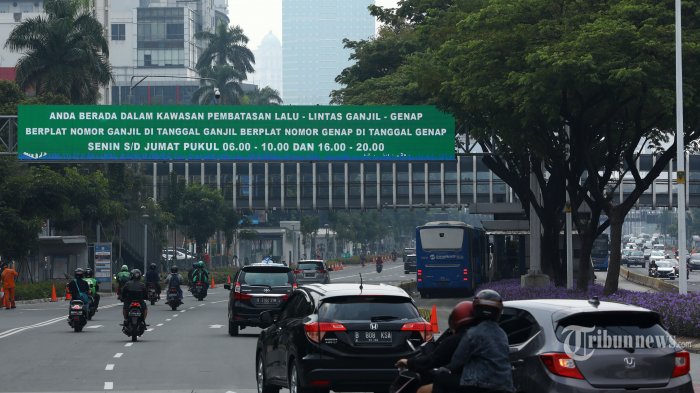 ANDA BERADA DALAM KAWASAN PEMBATASAN LALU - LINTAS GANJIL - GENAP
BERPLAT NOMOR GANJIL DI TANGGAL GANJIL BERPLAT NOMOR GENAP DI TANGGAL GENAP
SENIN S/D JUMAT PUKUL 06.00 - 10.00 DAN 16.00 - 20.00
Tribunnews
B 808 KSA